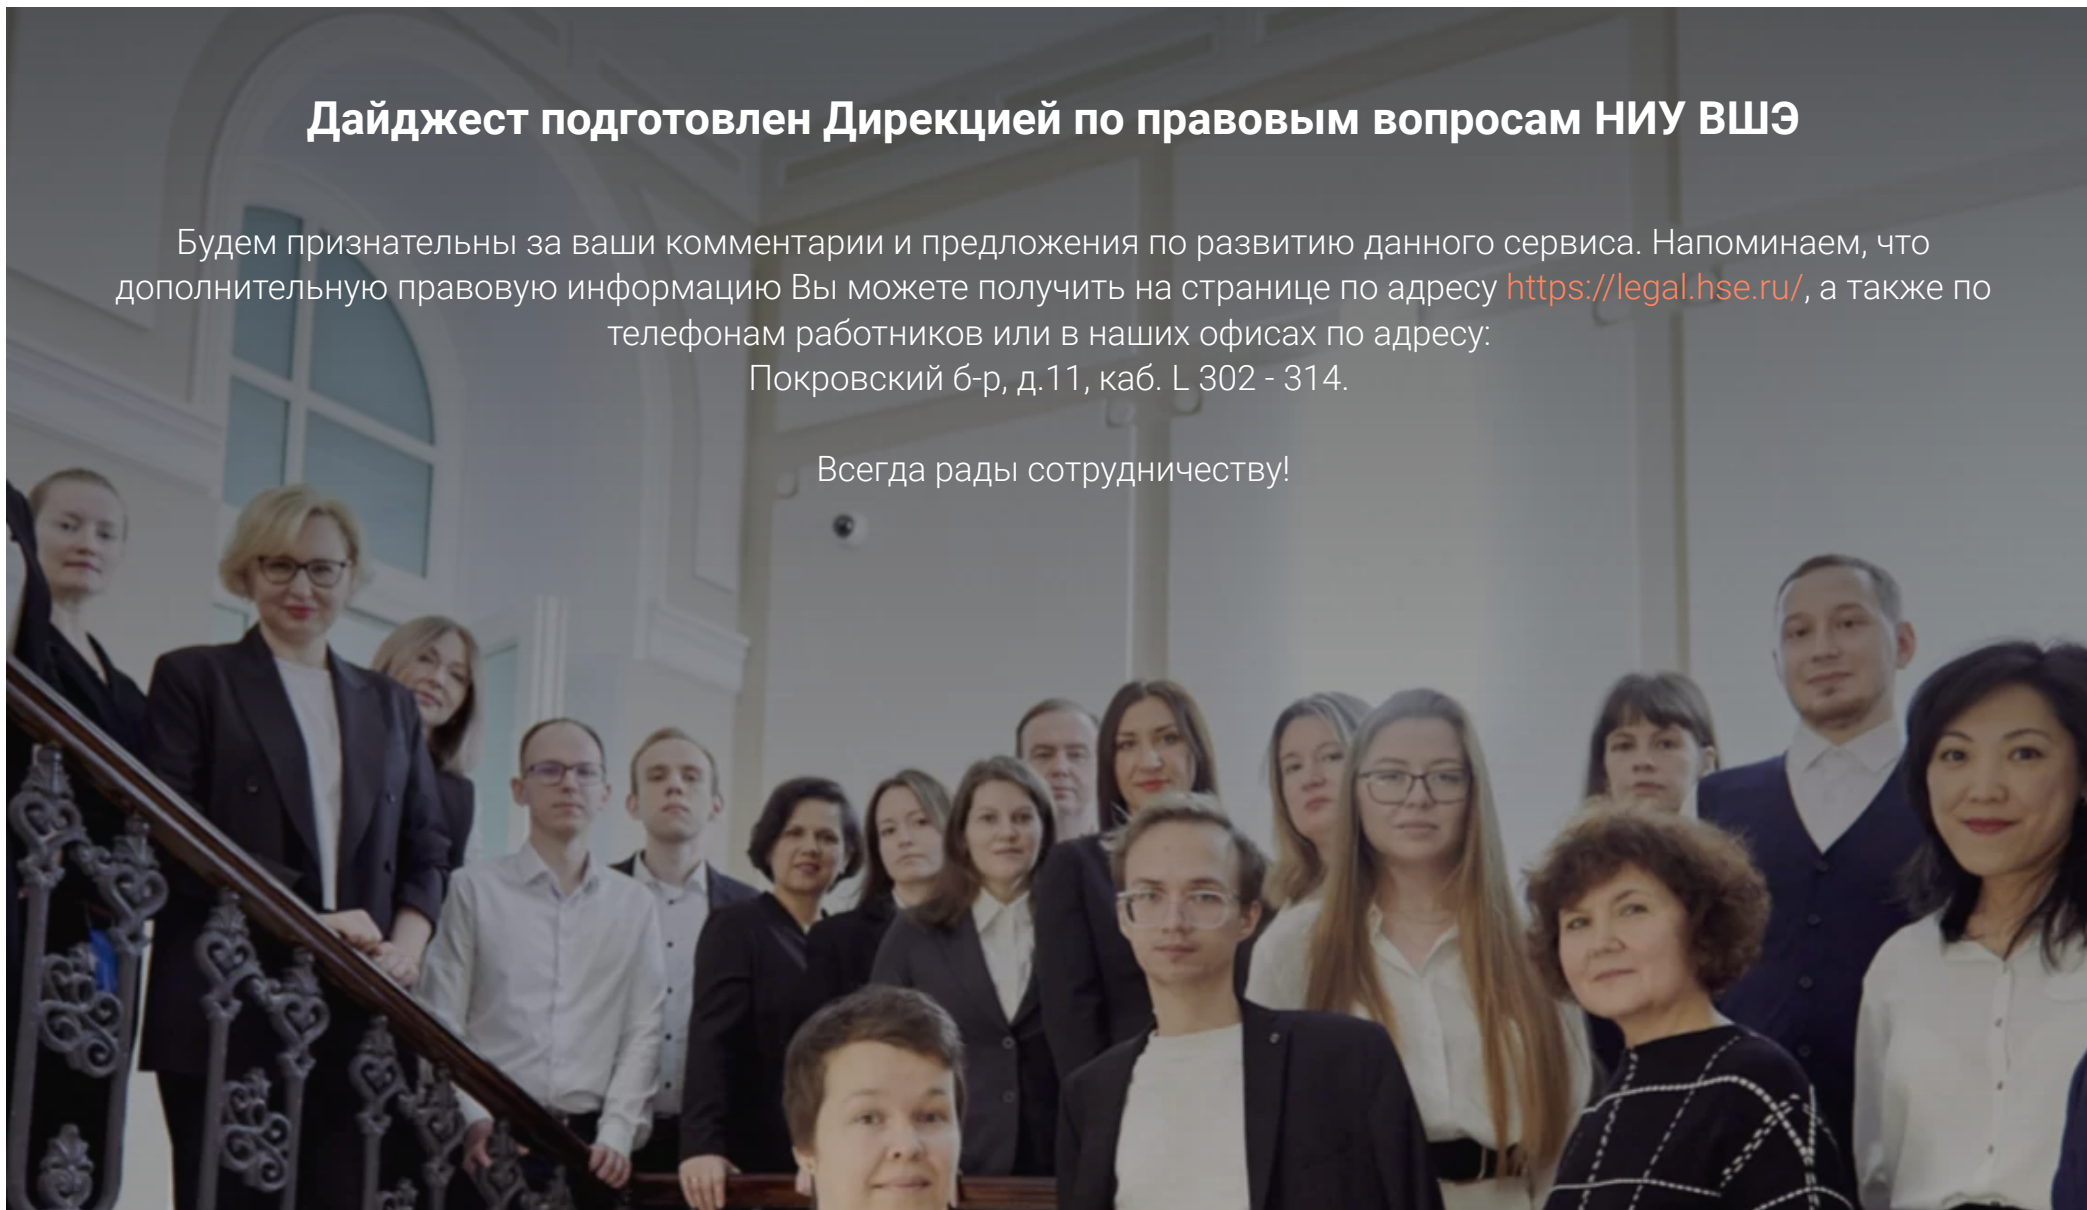 Дайджест подготовлен Дирекцией по правовым вопросам НИУ ВШЭ
Будем признательны за ваши комментарии и предложения по развитию данного сервиса. Напоминаем, что
дополнительную правовую информацию Вы можете получить на странице по адресу https://legal.hse.ru/, а также по
телефонам работников или в наших офисах по адресу:
Покровский б-р, д.11, каб. L 302 - 314.
Всегда рады сотрудничеству!